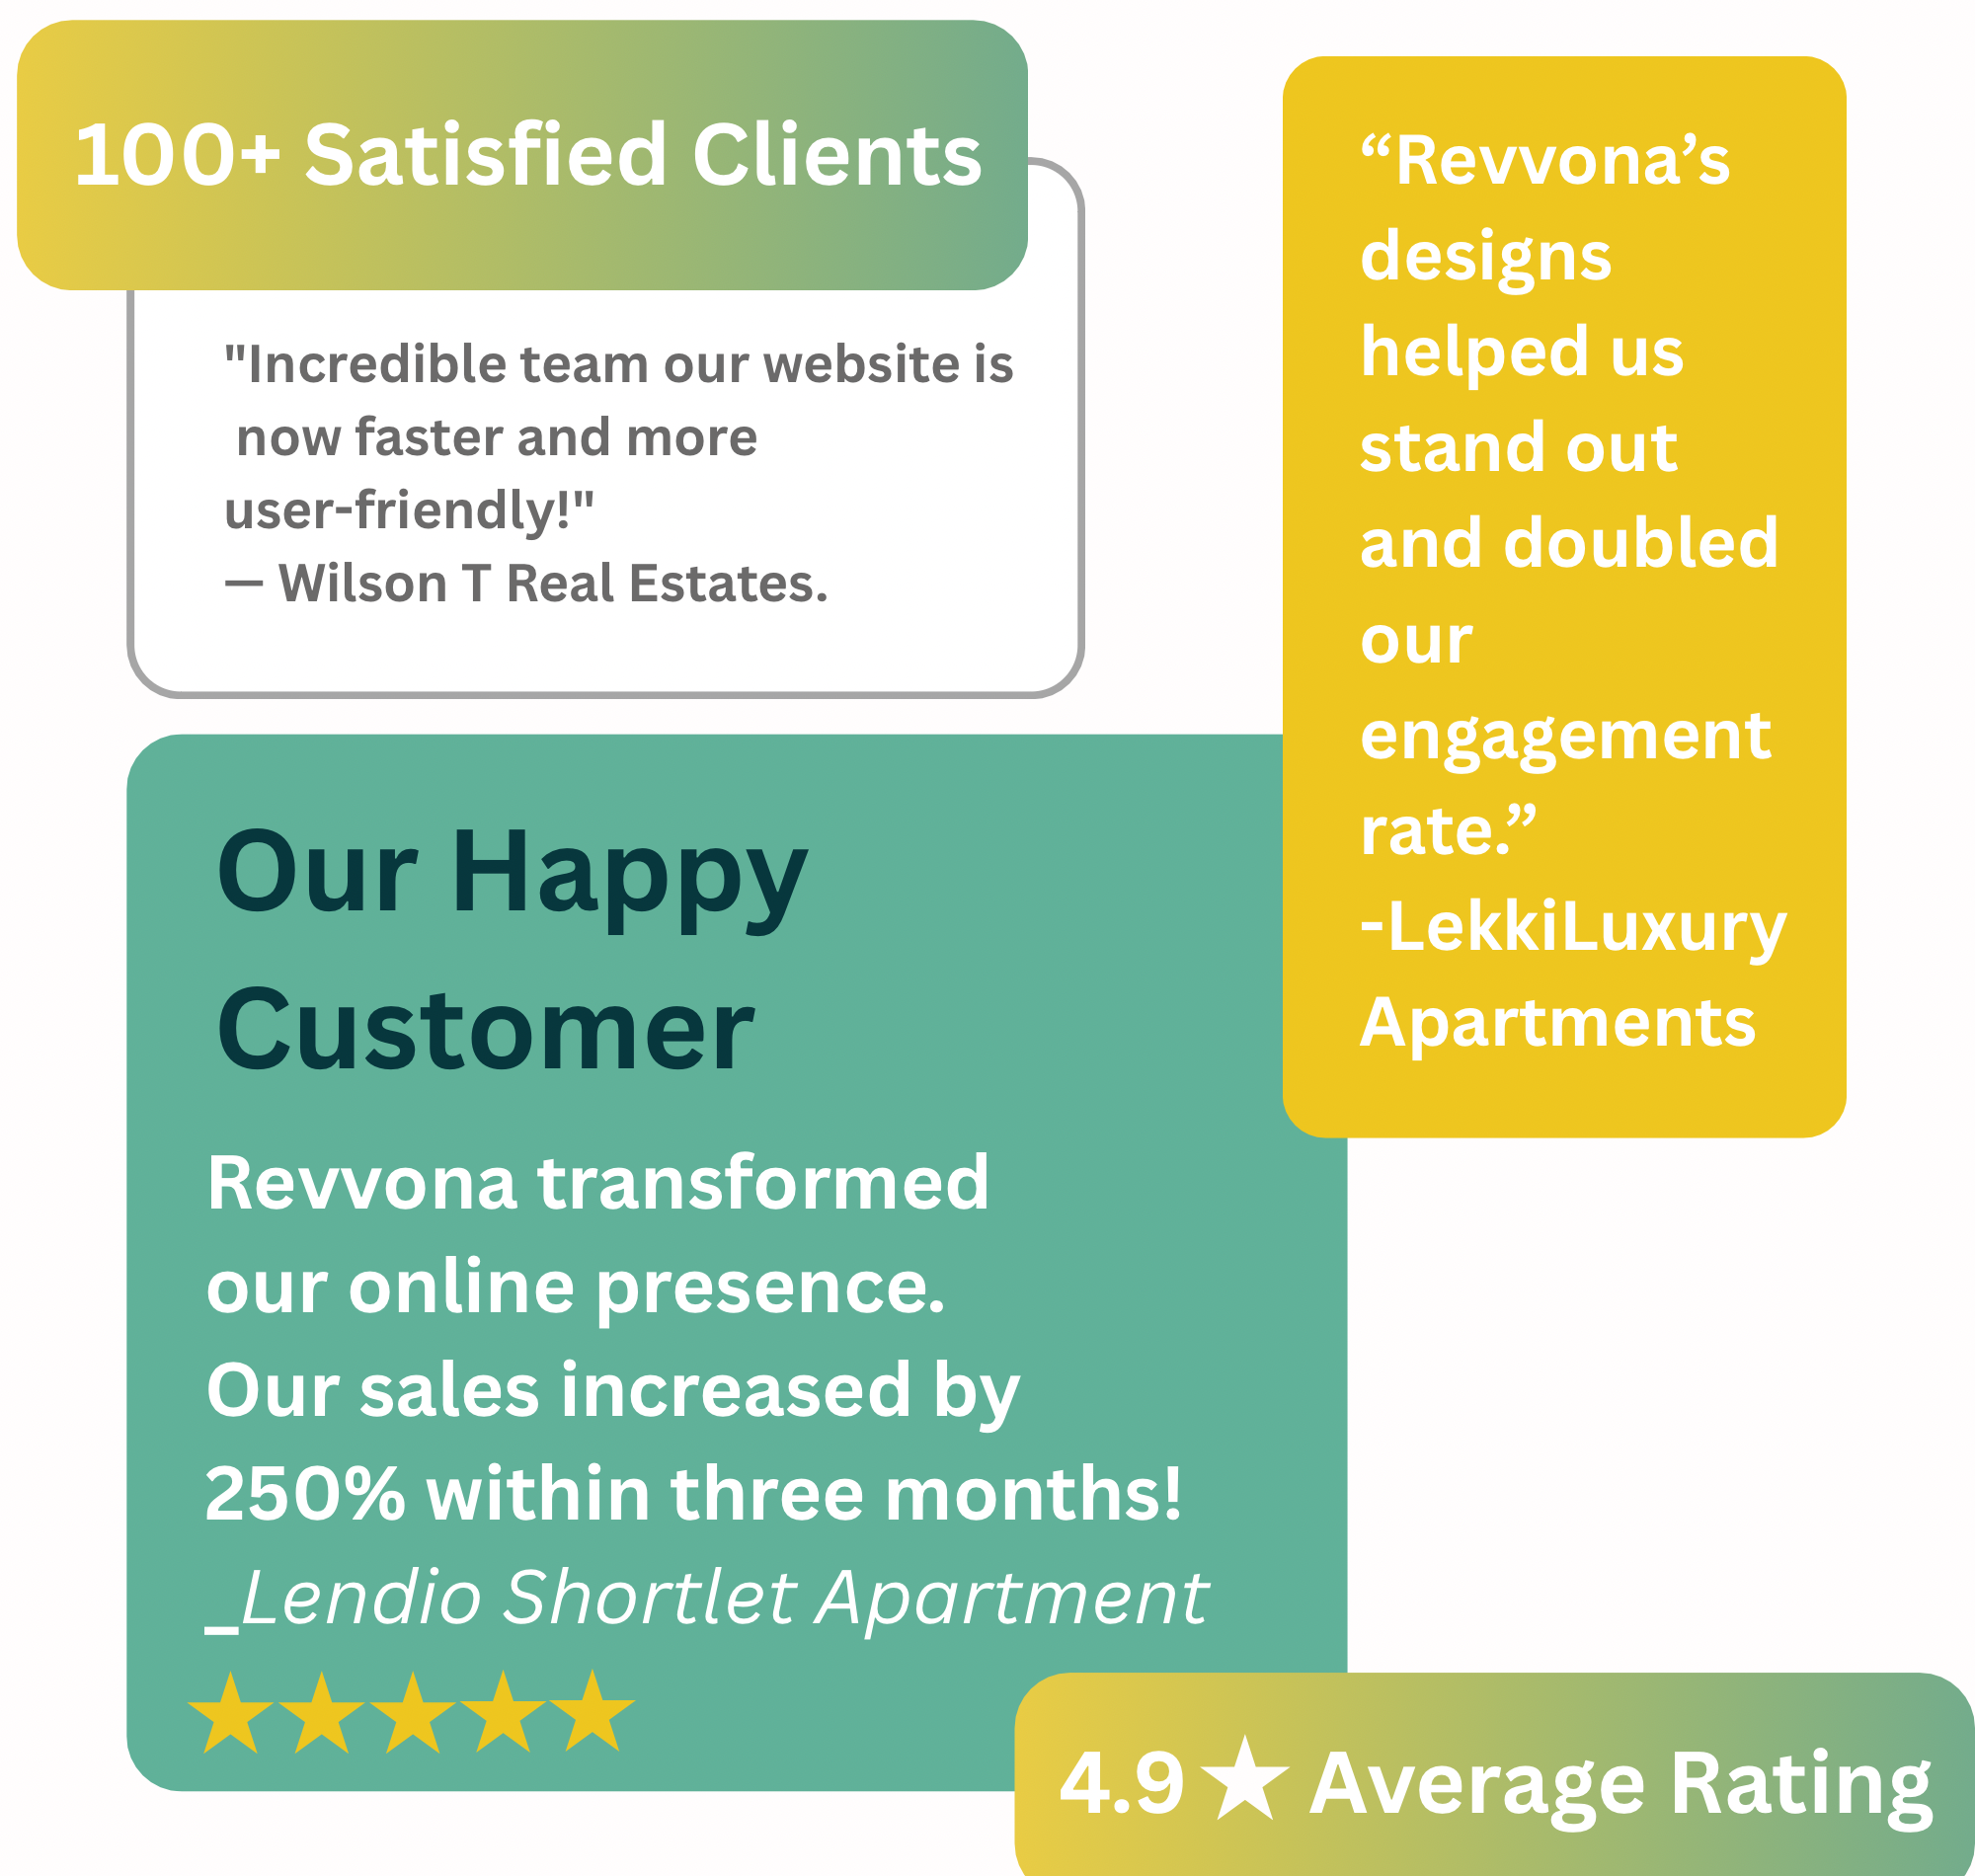 100+ Satisfied Clients
"Incredible team our website is
now faster and more
user-friendly!"
— Wilson T Real Estates.
“Revvona’s
designs
helped us
stand out
and doubled
our
engagement
rate.”
-LekkiLuxury
Apartments
Our Happy
Customer
Revvona transformed
our online presence.
Our sales increased by
250% within three months!
_Lendio Shortlet Apartment
★★★★★
4.9★ Average Rating